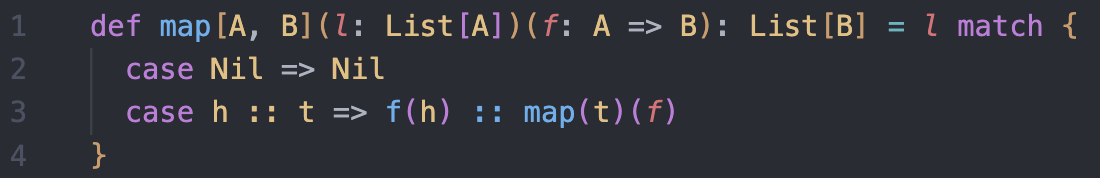 1 def map[A, B](l: List[A])(f: A => B): List[B] = l match {
2   case Nil => Nil
3   case h :: t => f(h) :: map(t)(f)
4 }